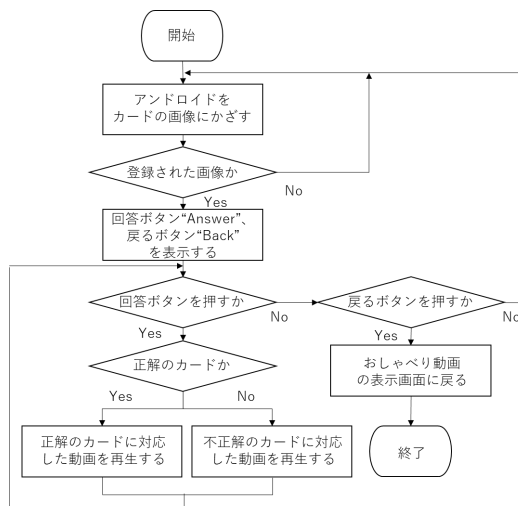 開始
アンドロイドを
カードの画像にかざす
登録された画像か
No
Yes
回答ボタン“Answer”、
戻るボタン“Back”
を表示する
回答ボタンを押すか
No
Yes
戻るボタンを押すか
No
Yes
正解のカードか
Yes
No
おしゃべり動画
の表示画面に戻る
正解のカードに対応
した動画を再生する
不正解のカードに対応
した動画を再生する
終了